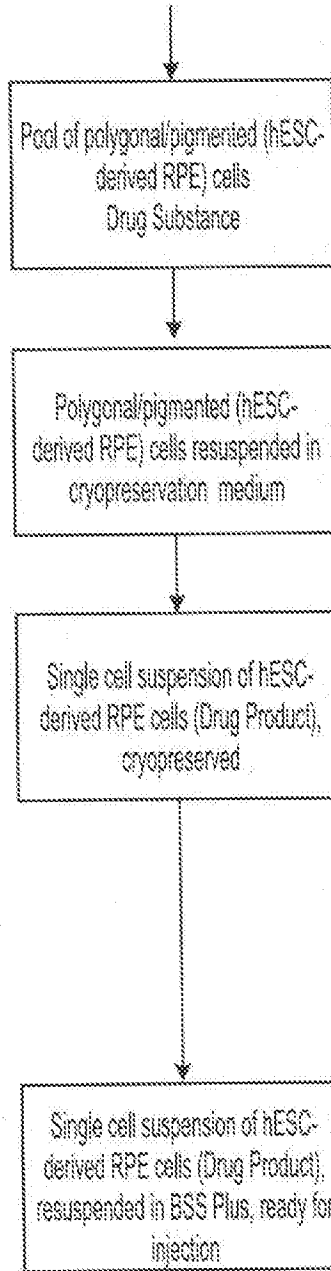 Pool of polygonal/pigmented (hESC-
derived RPE) cells
Drug Substance
Polygonal/pigmented (hESC-
derived RPE) cells resuspended in
cryopreservation medium
Single cell suspension of hESC-
derived RPE cells (Drug Product),
cryopreserved
Single cell suspension of hESC-
derived RPE cells (Drug Product),
resuspended in BSS Plus, ready for
injection